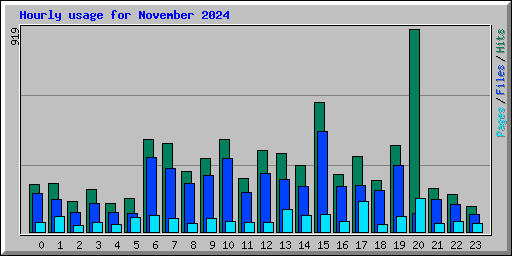 Hourly usage for November 2024
919
Pages / Files / Hits
0 1 2 3 4 5 6 7 8 9 10 11 12 13 14 15 16 17 18 19 20 21 22 23